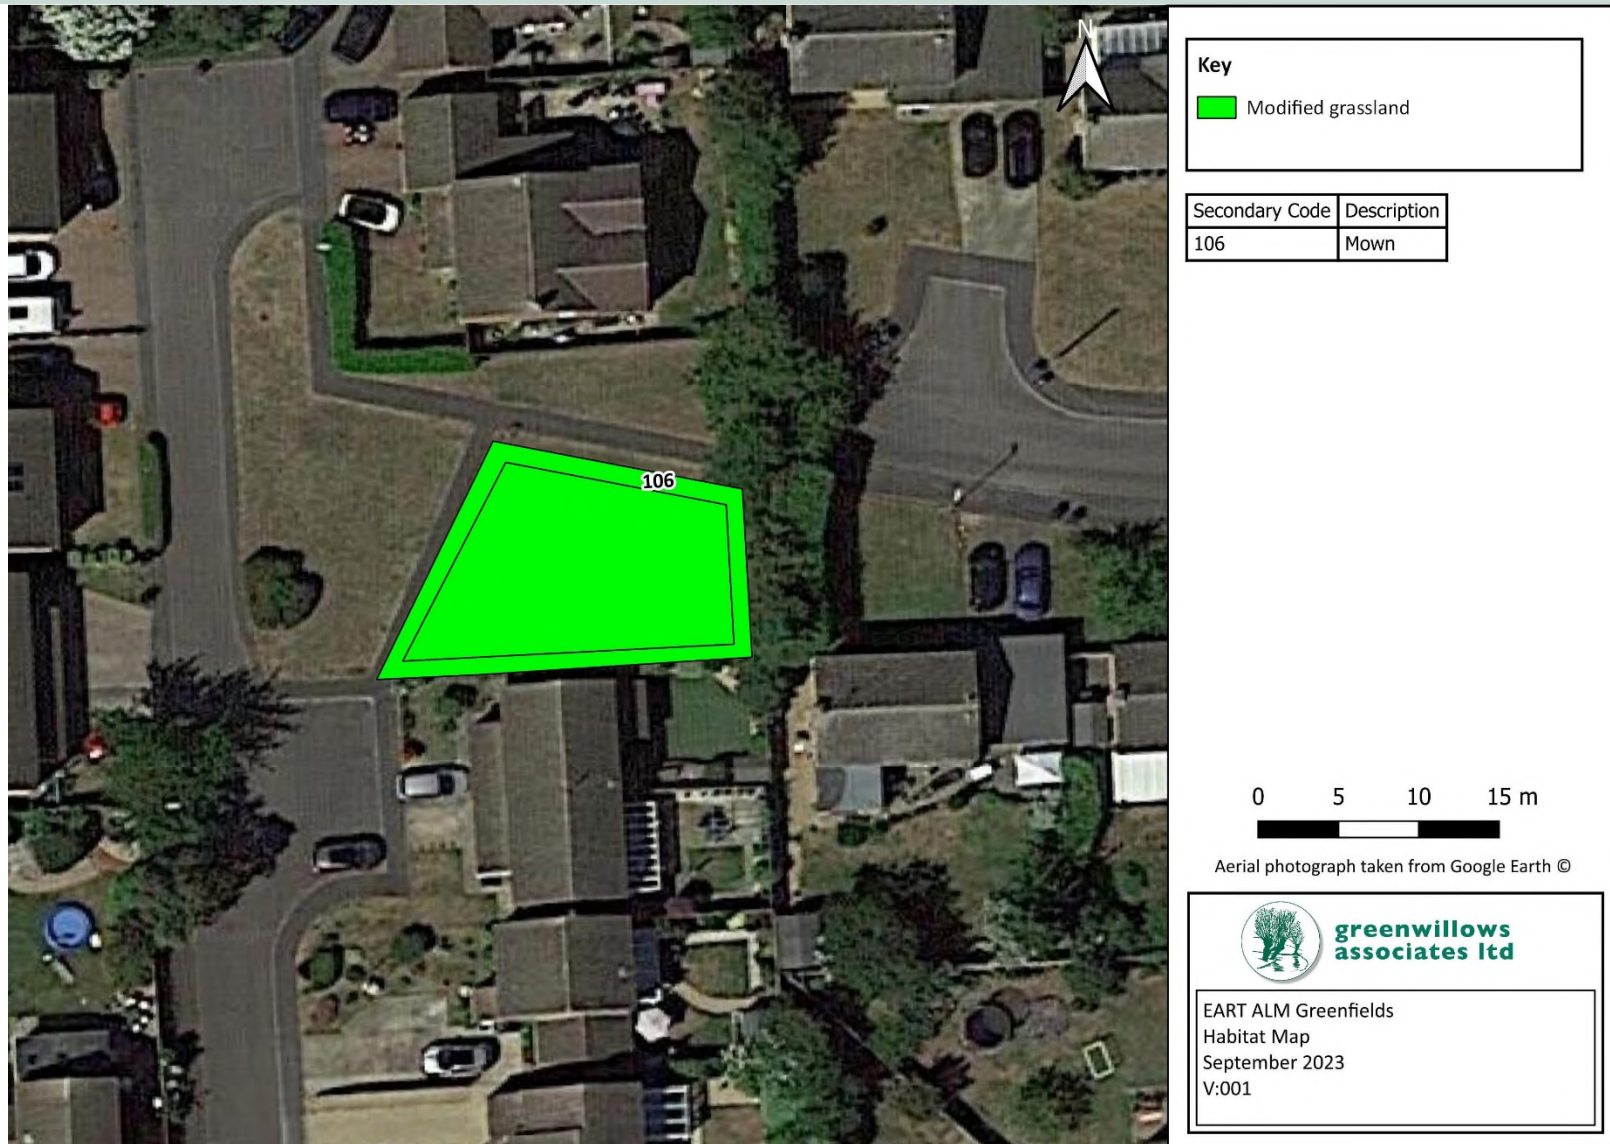 N
106
Key
Modified grassland
Secondary Code Description
106 Mown
0 5 10 15 m
Aerial photograph taken from Google Earth ©
greenwillows
associates ltd
EART ALM Greenfields
Habitat Map
September 2023
V:001